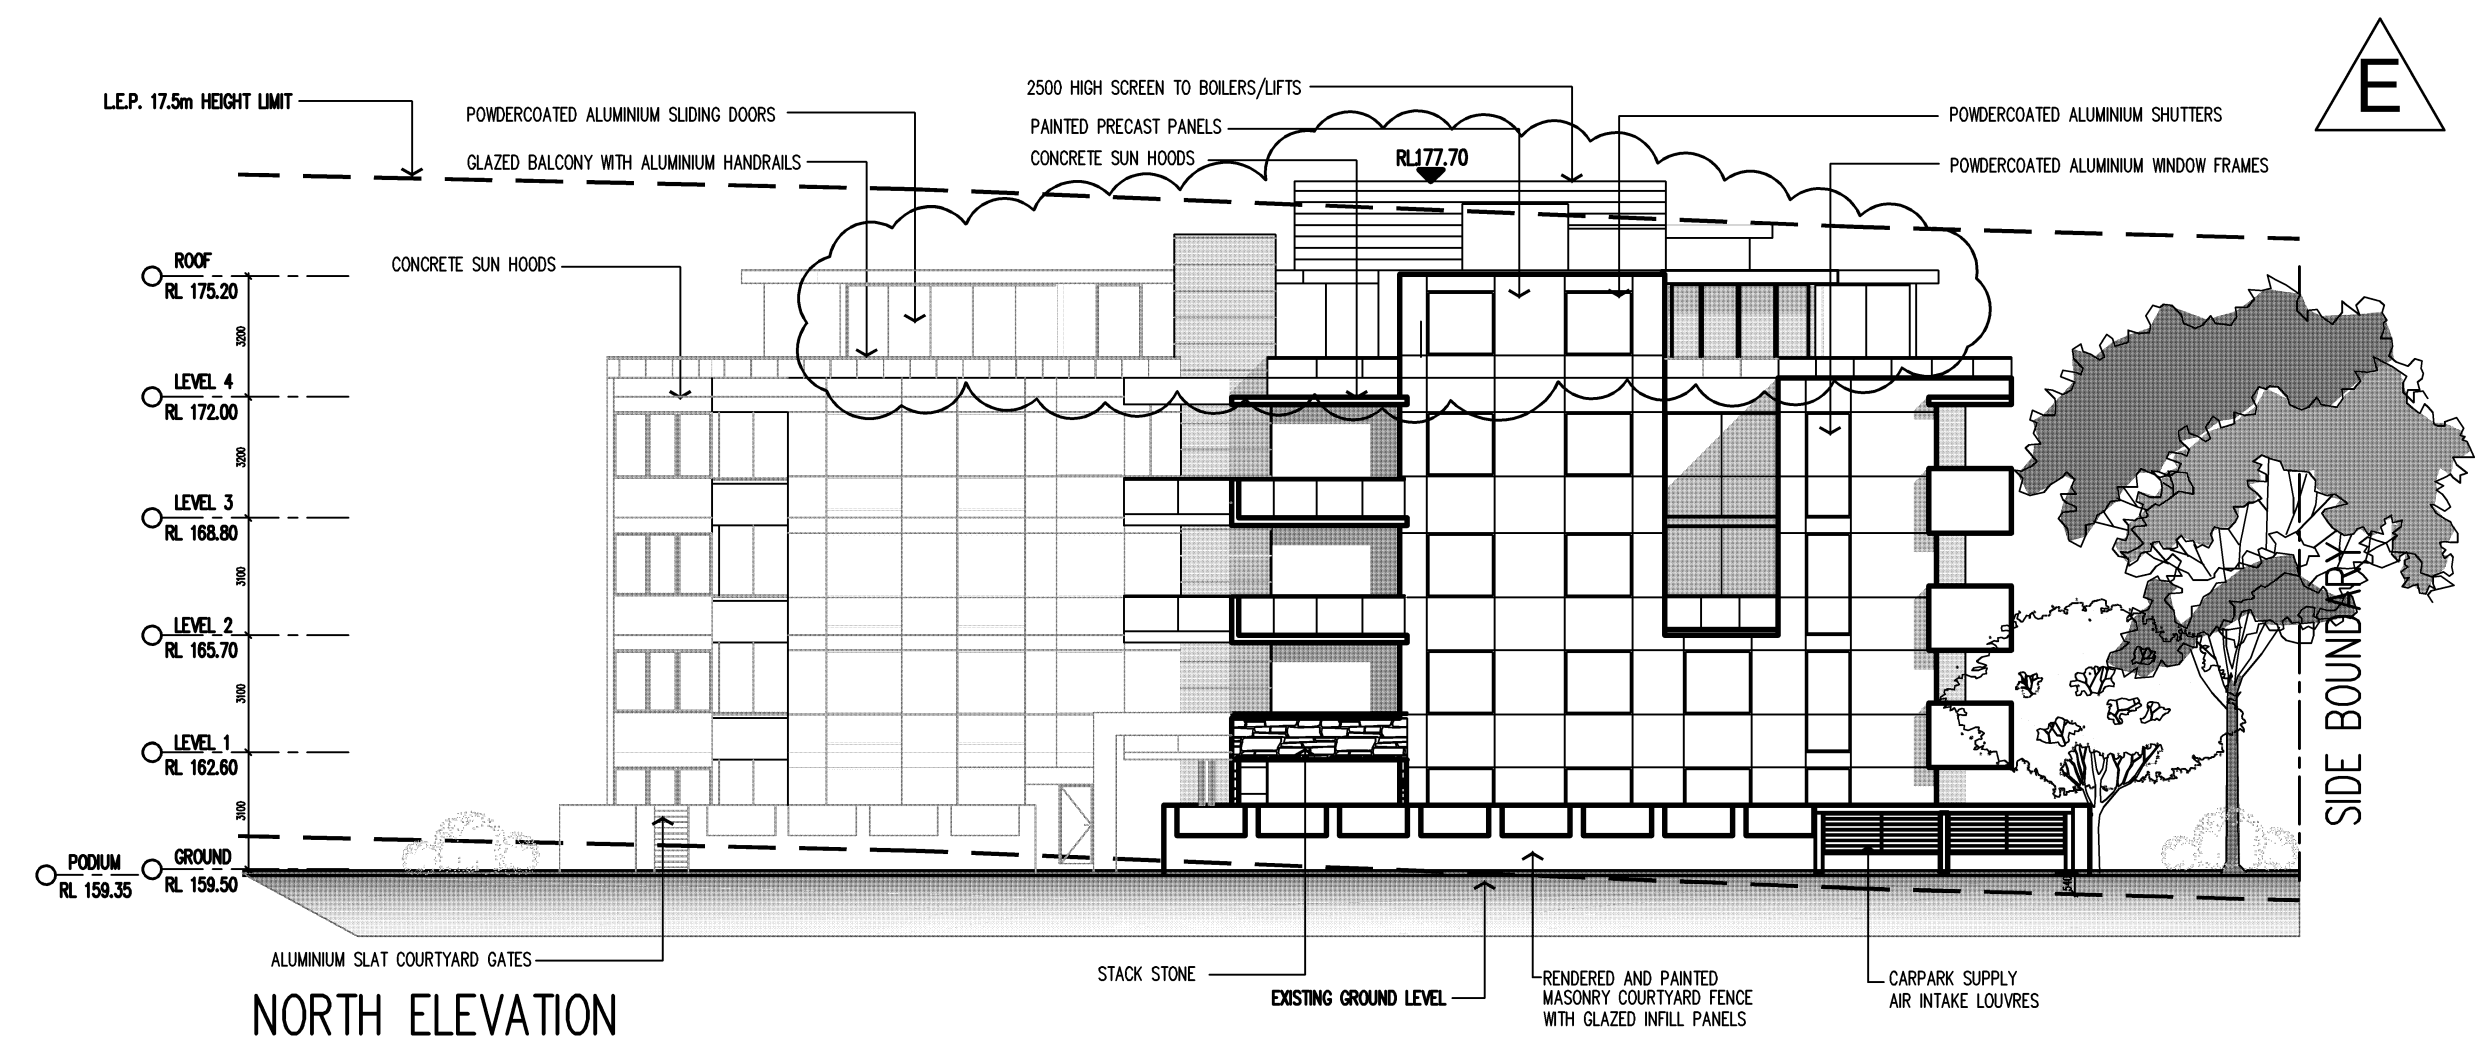 E
2500 HIGH SCREEN TO BOILERS/LIFTS
L.E.P. 17.5m HEIGHT LIMIT
POWDERCOATED ALUMINIUM SLIDING DOORS
PAINTED PRECAST PANELS
POWDERCOATED ALUMINIUM SHUTTERS
GLAZED BALCONY WITH ALUMINIUM HANDRAILS
CONCRETE SUN HOODS
RL177.70
POWDERCOATED ALUMINIUM WINDOW FRAMES
CONCRETE SUN HOODS
ROOF
RL 175.20
3200
LEVEL 4
RL 172.00
3200
LEVEL 3
RL 168.80
3100
LEVEL 2
RL 165.70
3100
LEVEL 1
RL 162.60
3100
GROUND
RL 159.50
PODIUM
RL 159.35
SIDE BOUNDARY
540
ALUMINIUM SLAT COURTYARD GATES
STACK STONE
EXISTING GROUND LEVEL
RENDERED AND PAINTED
MASONRY COURTYARD FENCE
WITH GLAZED INFILL PANELS
CARPARK SUPPLY
AIR INTAKE LOUVRES
NORTH ELEVATION